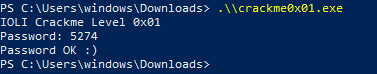 PS C:\Users\windows\Downloads> .\\crackme0x01.exe
IOLI Crackme Level 0x01
Password: 5274
Password OK :)
PS C:\Users\windows\Downloads>